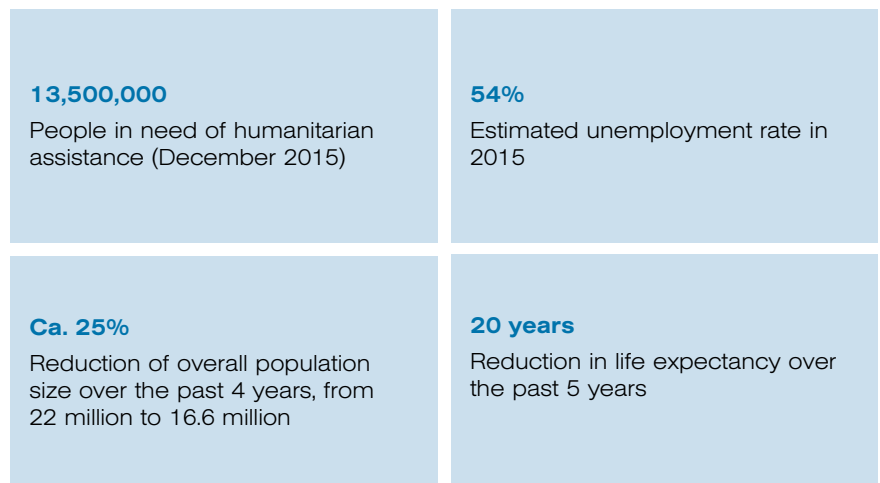 13,500,000
People in need of humanitarian
assistance (December 2015)
54%
Estimated unemployment rate in
2015
Ca. 25%
Reduction of overall population
size over the past 4 years, from
22 million to 16.6 million
20 years
Reduction in life expectancy over
the past 5 years